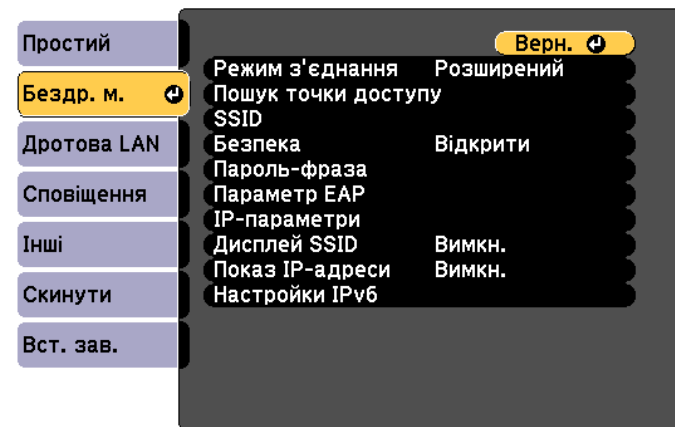 Простий
Бездр. м.
Дротова LAN
Сповіщення
Інші
Скинути
Вст. зав.
Верн.
Режим з'єднання Розширений
Пошук точки доступу
SSID
Безпека Відкрити
Пароль-фраза
Параметр EAP
IP-параметри
Дисплей SSID Вимкн.
Показ IP-адреси Вимкн.
Настройки IPv6